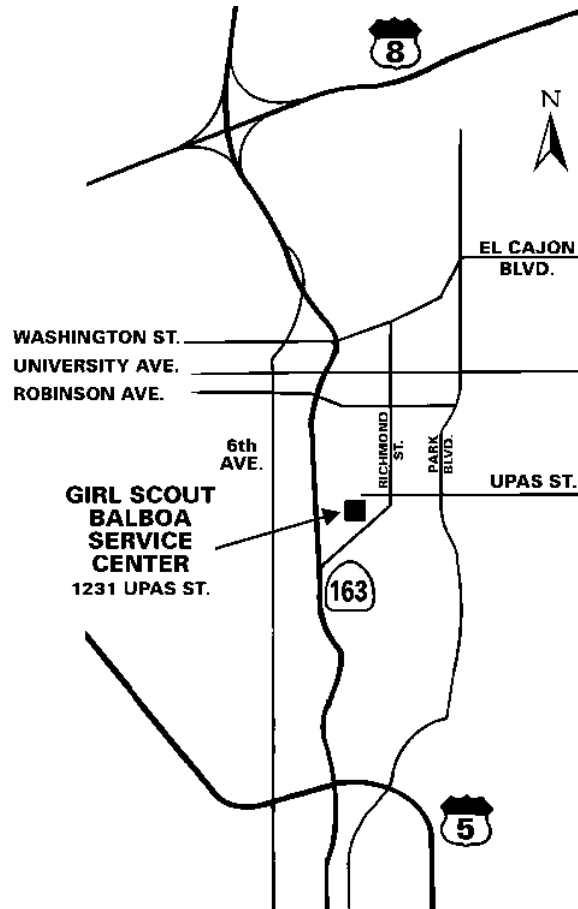 8
N
EL CAJON
BLVD.
WASHINGTON ST.
UNIVERSITY AVE.
ROBINSON AVE.
6th
AVE.
RICHMOND
ST.
PARK
BLVD.
UPAS ST.
GIRL SCOUT
BALBOA
SERVICE
CENTER
1231 UPAS ST.
163
5